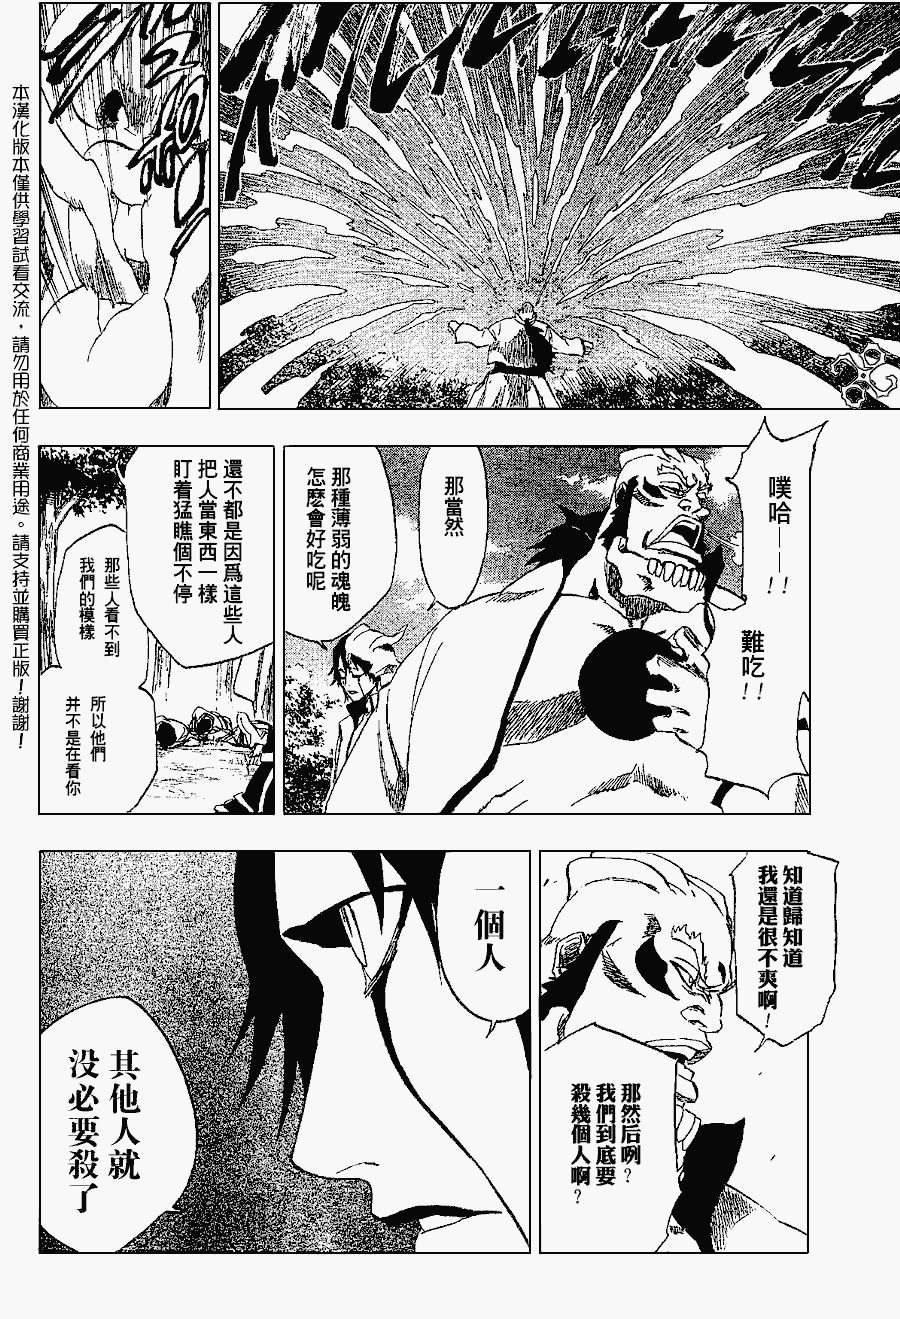 噗哈——!!
難吃!!
那當然
那種薄弱的魂魄
怎麼會好吃呢
還不都是因爲這些人
把人當東西一樣
盯着猛瞧個不停
那些人看不到
我們的模樣
所以他們
并不是在看你
知道歸知道
我還是很不爽啊!
那然后咧?
我們到底要
殺幾個人啊?
一個人
其他人就
没必要殺了
本漢化版本僅供學習試看交流，請勿用於任何商業用途。請支持並購買正版！謝謝！